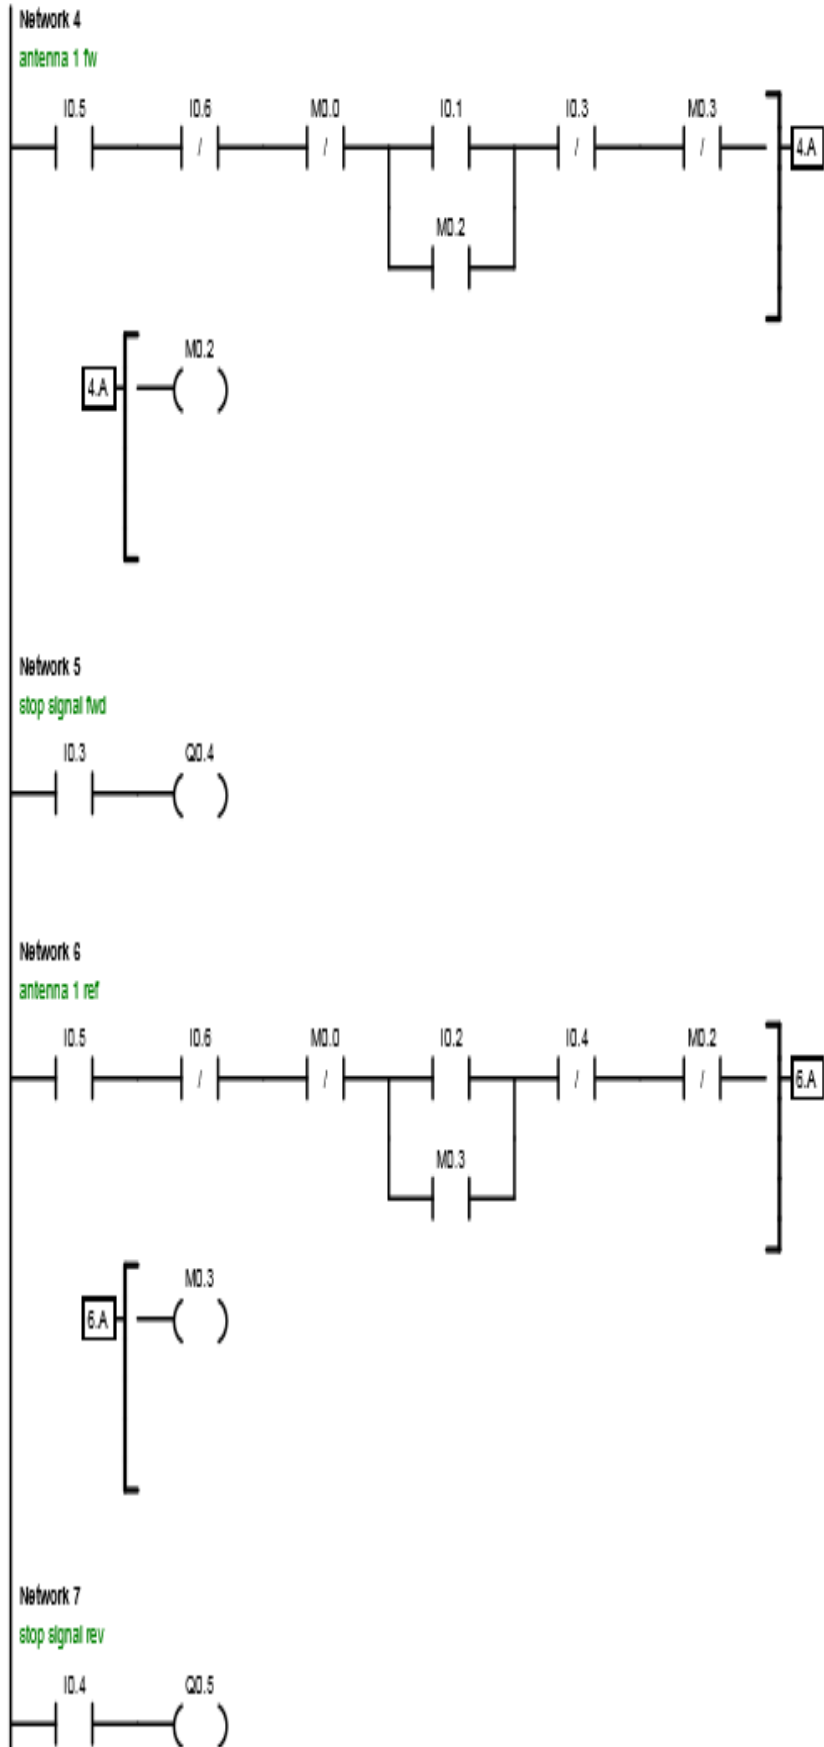 Network 4
antenna 1 fw
I0.5 I0.6 M0.0 I0.1 I0.3 M0.3
/ / / /
4.A
M0.2
M0.2
4.A
Network 5
stop signal fwd
I0.3 Q0.4
Network 6
antenna 1 ref
I0.5 I0.6 M0.0 I0.2 I0.4 M0.2
/ / / /
6.A
M0.3
M0.3
6.A
Network 7
stop signal rev
I0.4 Q0.5